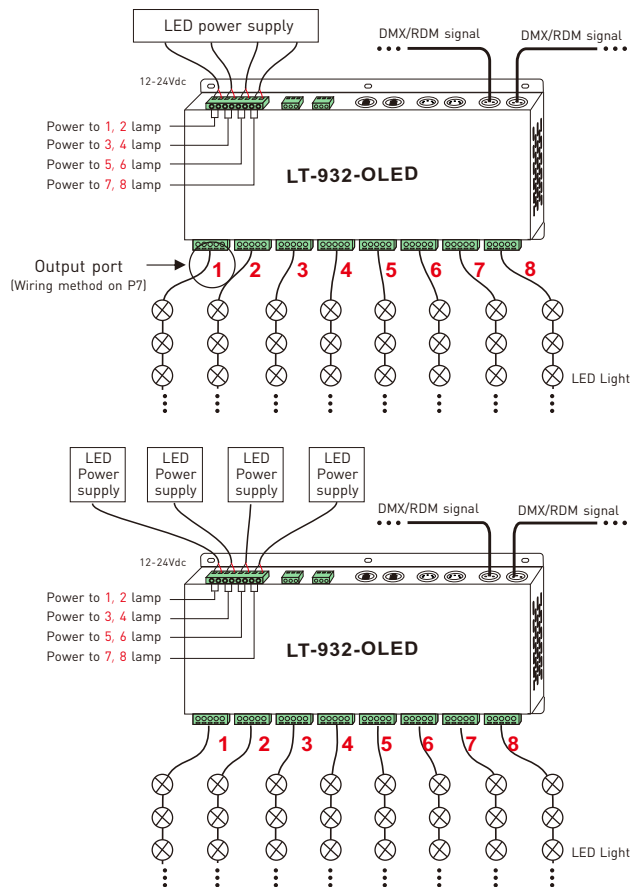 LED power supply
DMX/RDM signal
DMX/RDM signal
12-24Vdc
Power to 1, 2 lamp
Power to 3, 4 lamp
Power to 5, 6 lamp
Power to 7, 8 lamp
LT-932-OLED
Output port
(Wiring method on P7)
1 2 3 4 5 6 7 8
LED Light
LED Power supply
LED Power supply
LED Power supply
LED Power supply
DMX/RDM signal
DMX/RDM signal
12-24Vdc
Power to 1, 2 lamp
Power to 3, 4 lamp
Power to 5, 6 lamp
Power to 7, 8 lamp
LT-932-OLED
1 2 3 4 5 6 7 8
LED Light